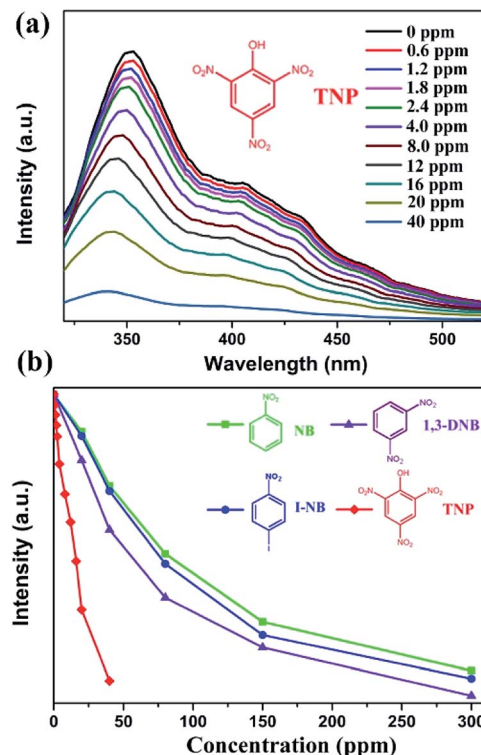 (a)
Intensity (a.u.)
OH
NO₂
NO₂
NO₂
TNP
0 ppm
0.6 ppm
1.2 ppm
1.8 ppm
2.4 ppm
4.0 ppm
8.0 ppm
12 ppm
16 ppm
20 ppm
40 ppm
350 400 450 500
Wavelength (nm)
(b)
Intensity (a.u.)
NO₂
NB
NO₂
NO₂
1,3-DNB
NO₂
I
I-NB
OH
NO₂
NO₂
NO₂
TNP
0 50 100 150 200 250 300
Concentration (ppm)